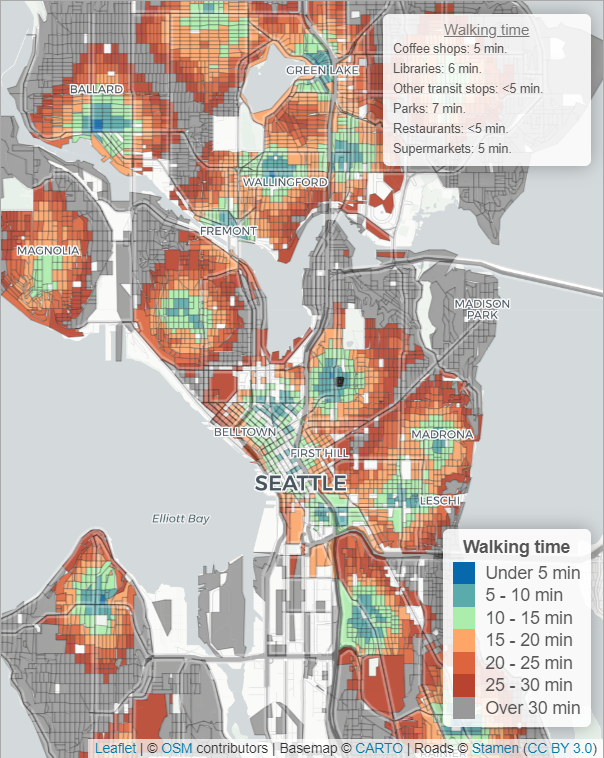 Walking time
Coffee shops: 5 min.
Libraries: 6 min.
Other transit stops: <5 min.
Parks: 7 min.
Restaurants: <5 min.
Supermarkets: 5 min.
GREEN LAKE
BALLARD
WALLINGFORD
FREMONT
MAGNOLIA
MADISON
PARK
BELLTOWN
MADRONA
FIRST HILL
SEATTLE
LESCHI
Elliott Bay
Walking time
Under 5 min
5 - 10 min
10 - 15 min
15 - 20 min
20 - 25 min
25 - 30 min
Over 30 min
Leaflet | © OSM contributors | Basemap © CARTO | Roads © Stamen (CC BY 3.0)